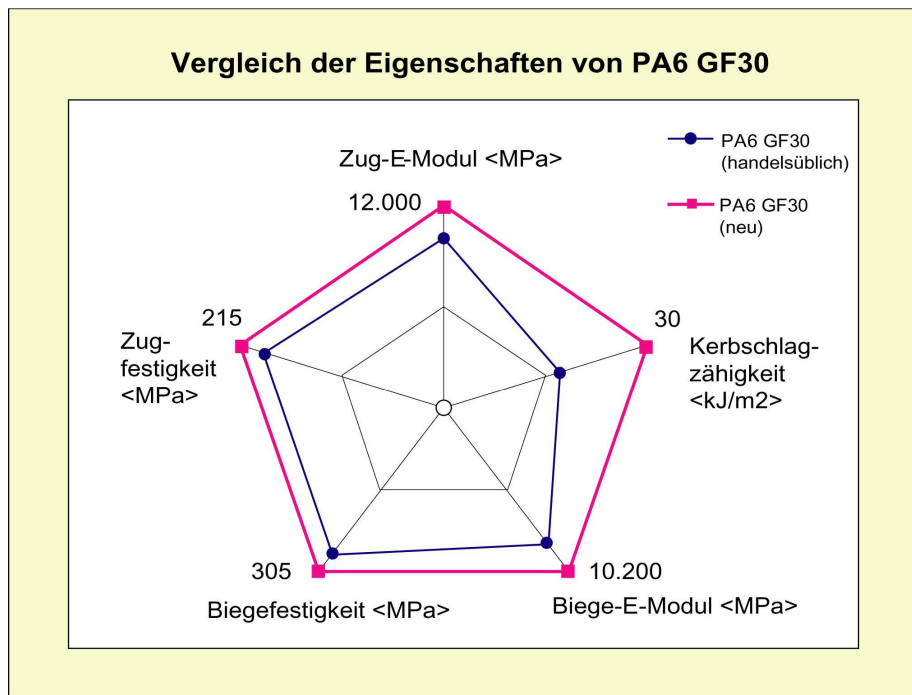 Vergleich der Eigenschaften von PA6 GF30
PA6 GF30
(handelsüblich)
PA6 GF30
(neu)
Zug-E-Modul <MPa>
12.000
30
Kerbschlag-
zähigkeit
<kJ/m2>
10.200
Biege-E-Modul <MPa>
305
Biegefestigkeit <MPa>
215
Zug-
festigkeit
<MPa>